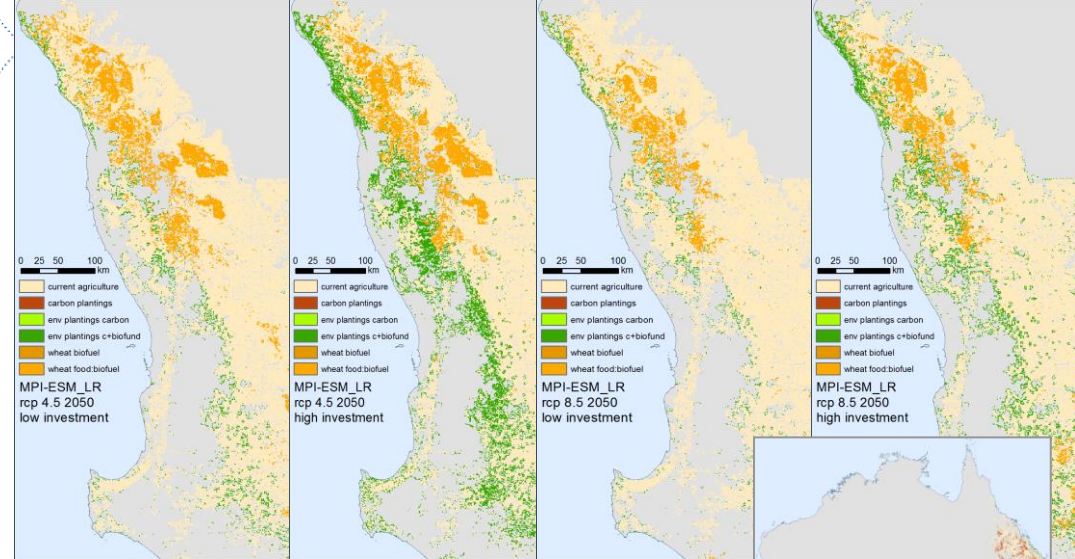 0 25 50 100
km
current agriculture
carbon plantings
env plantings carbon
env plantings c+biofund
wheat biofuel
wheat food:biofuel
MPI-ESM_LR
rcp 4.5 2050
low investment
0 25 50 100
km
current agriculture
carbon plantings
env plantings carbon
env plantings c+biofund
wheat biofuel
wheat food:biofuel
MPI-ESM_LR
rcp 4.5 2050
high investment
0 25 50 100
km
current agriculture
carbon plantings
env plantings carbon
env plantings c+biofund
wheat biofuel
wheat food:biofuel
MPI-ESM_LR
rcp 8.5 2050
low investment
0 25 50 100
km
current agriculture
carbon plantings
env plantings carbon
env plantings c+biofund
wheat biofuel
wheat food:biofuel
MPI-ESM_LR
rcp 8.5 2050
high investment